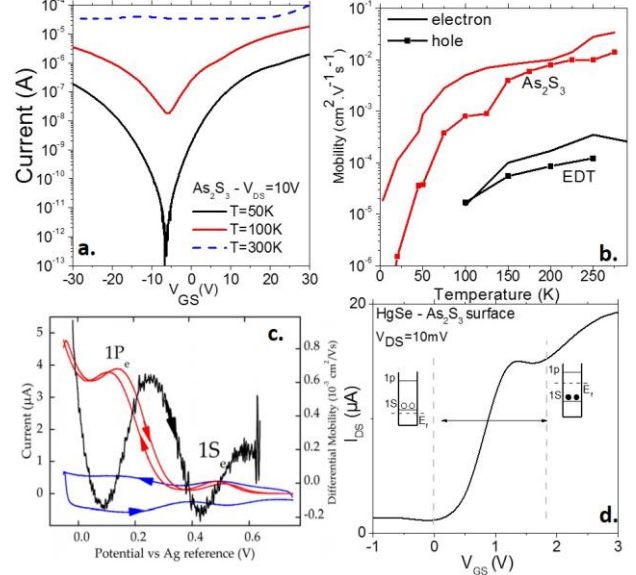 a.
Current (A)
10⁻⁴
10⁻⁵
10⁻⁶
10⁻⁷
10⁻⁸
10⁻⁹
10⁻¹⁰
10⁻¹¹
10⁻¹²
10⁻¹³
As₂S₃ - V_DS=10V
T=50K
T=100K
T=300K
-30 -20 -10 0 10 20 30
V_GS(V)
b.
Mobility (cm².V⁻¹s⁻¹)
10⁻¹
10⁻²
10⁻³
10⁻⁴
10⁻⁵
10⁻⁶
electron
hole
As₂S₃
EDT
0 50 100 150 200 250
Temperature (K)
c.
Current (µA)
5
4
3
2
1
0
1P_e
1S_e
0.8
0.6
0.4
0.2
0.0
-0.2
Differential Mobility (10⁻³ cm²/Vs)
0.0 0.2 0.4 0.6
Potential vs Ag reference (V)
d.
HgSe - As₂S₃ surface
V_DS=10mV
I_DS (µA)
20
0
1p
1S
E_f
1p
1S
E_f
-1 0 1 2 3
V_GS (V)